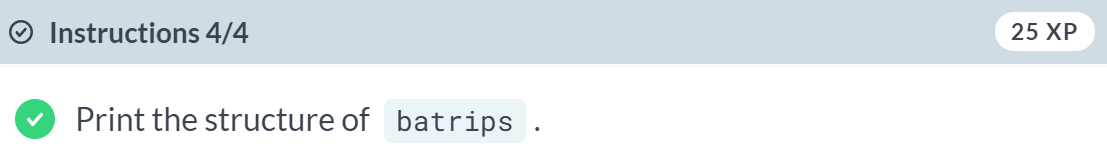 Instructions 4/4
25 XP
Print the structure of batrips .